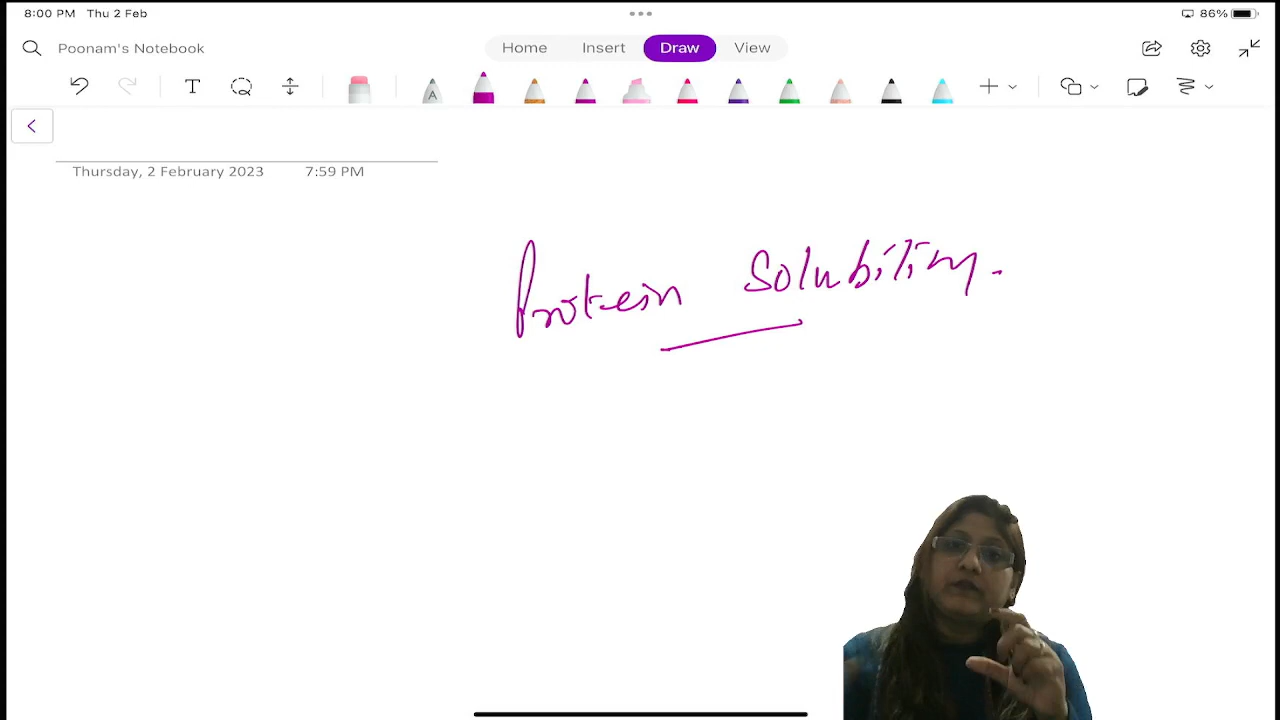 8:00 PM Thu 2 Feb
86%
Poonam's Notebook
Home Insert Draw View
T
A
Thursday, 2 February 2023 7:59 PM
Protein Solubility.